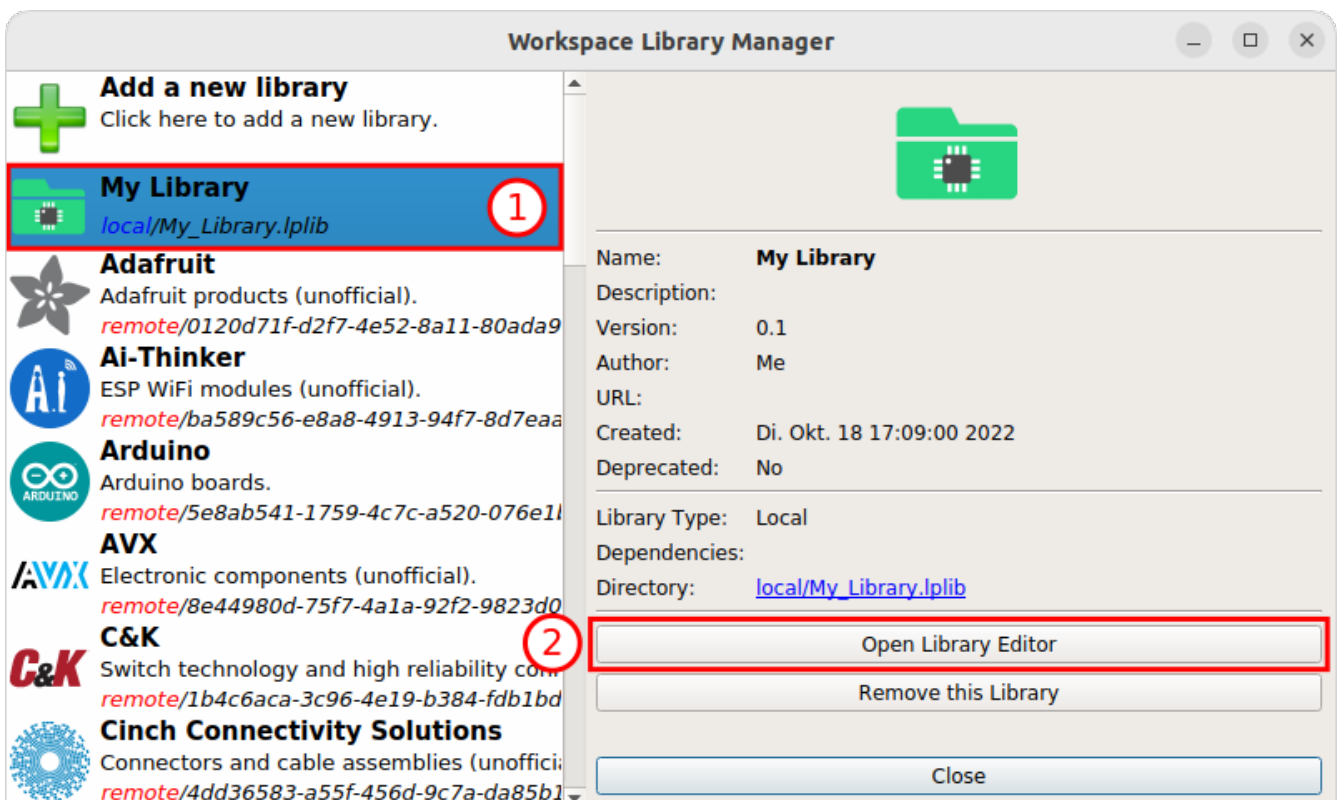 Workspace Library Manager
Add a new library
Click here to add a new library.
My Library
local/My_Library.lplib
1
Adafruit
Adafruit products (unofficial).
remote/0120d71f-d2f7-4e52-8a11-80ada9
Ai-Thinker
ESP WiFi modules (unofficial).
remote/ba589c56-e8a8-4913-94f7-8d7eaa
Arduino
Arduino boards.
remote/5e8ab541-1759-4c7c-a520-076e1
ARDUINO
AVX
Electronic components (unofficial).
remote/8e44980d-75f7-4a1a-92f2-9823d0
C&K
C&K
Switch technology and high reliability
remote/1b4c6aca-3c96-4e19-b384-fdb1bd
Cinch Connectivity Solutions
Connectors and cable assemblies (unoffici
remote/4dd36583-a55f-456d-9c7a-da85b1
Name: My Library
Description:
Version: 0.1
Author: Me
URL:
Created: Di. Okt. 18 17:09:00 2022
Deprecated: No
Library Type: Local
Dependencies:
Directory: local/My_Library.lplib
2
Open Library Editor
Remove this Library
Close